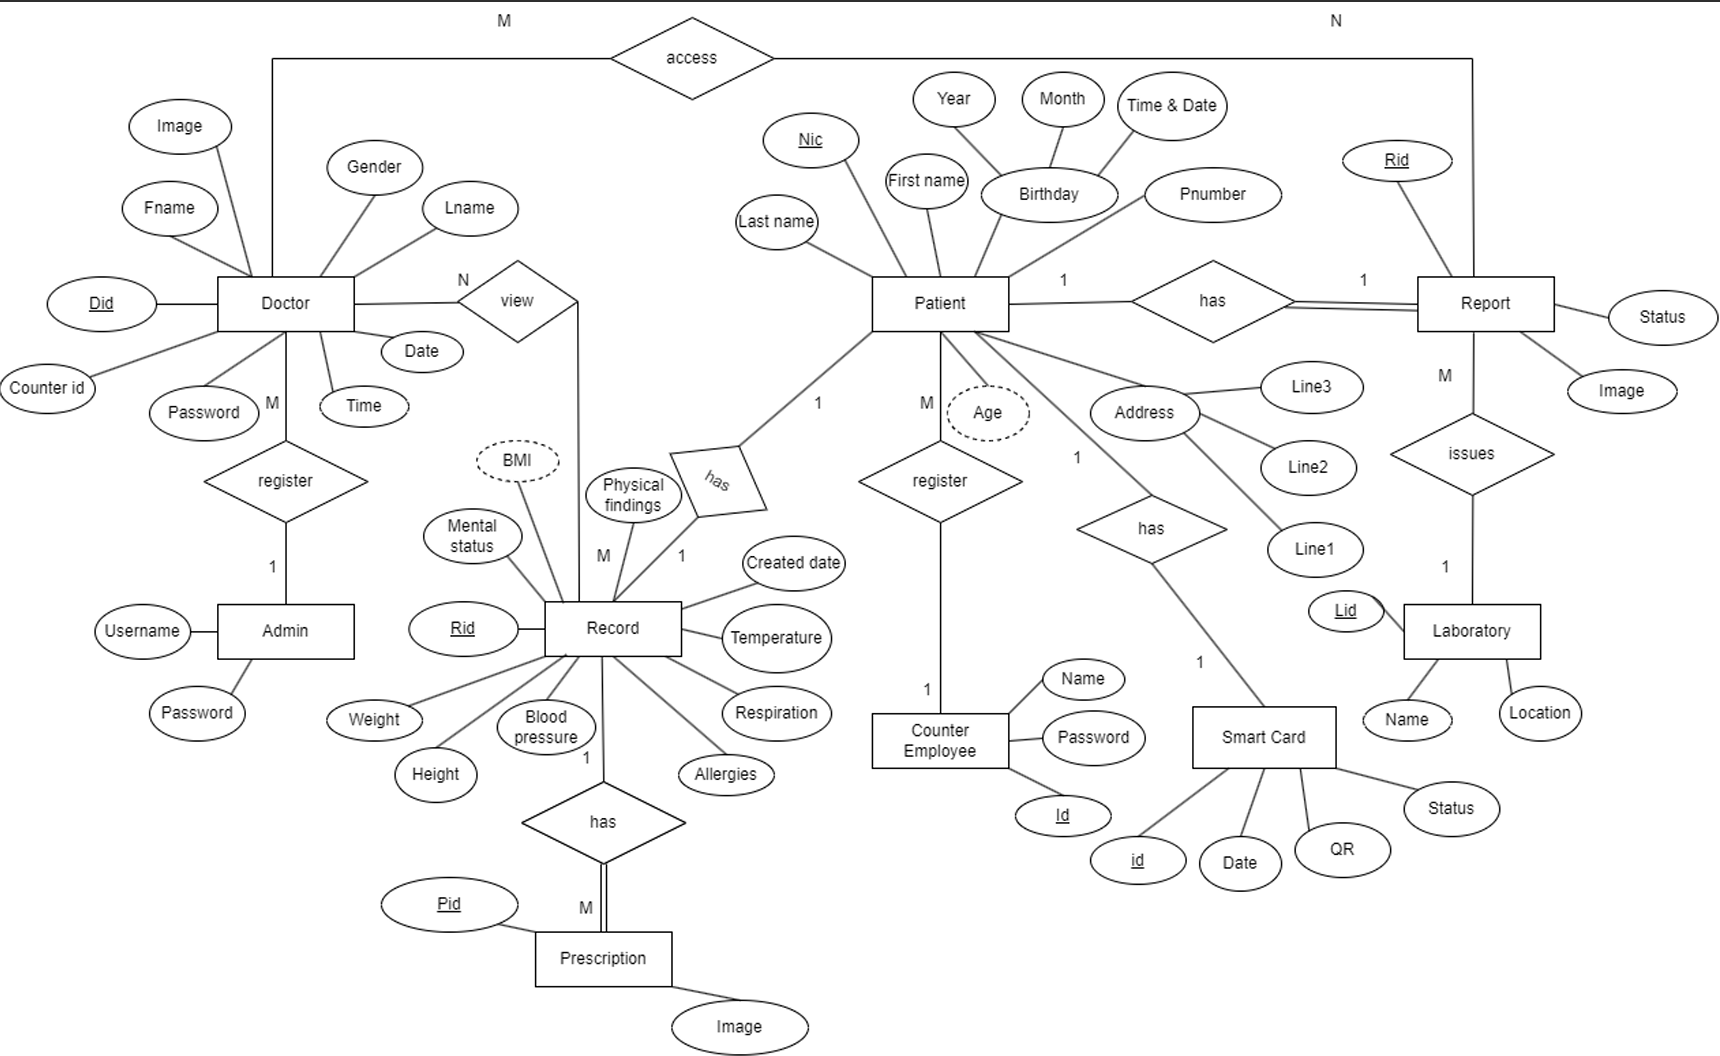 M
N
access
Year
Month
Time & Date
Image
Nic
Gender
Rid
First name
Birthday
Pnumber
Fname
Lname
Last name
N
1
1
Did
Doctor
view
Patient
has
Report
Status
Date
Counter id
M
Password
Time
1
M
Age
Address
Line3
M
Image
BMI
1
Line2
issues
register
Physical
findings
has
register
Mental
status
has
Line1
M
1
Created date
1
1
Username
Admin
Rid
Record
Temperature
Lid
Laboratory
1
Name
Password
Weight
Blood
pressure
Respiration
1
Counter
Employee
Password
Smart Card
Name
Location
1
Height
Allergies
Id
Status
has
id
Date
QR
Pid
M
Prescription
Image